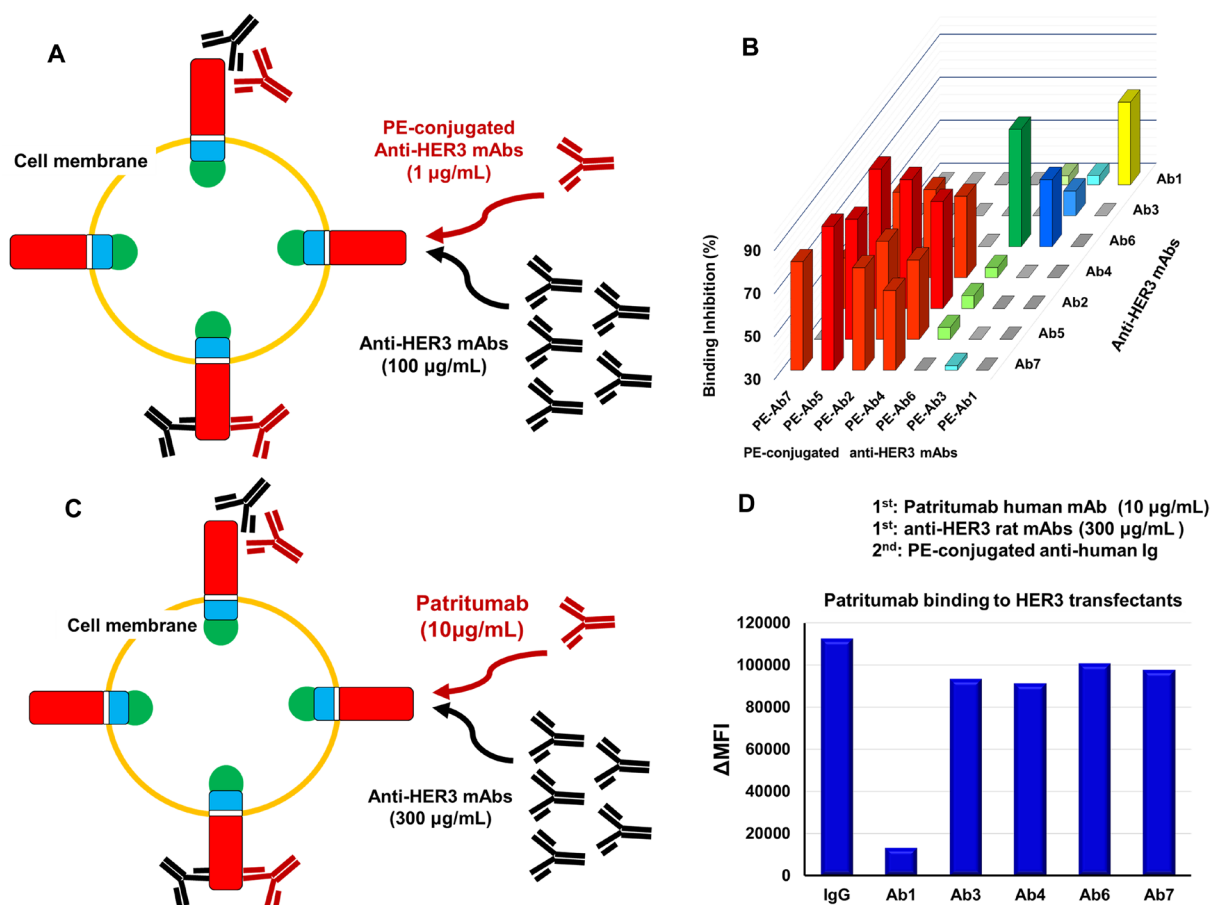 A
Cell membrane
PE-conjugated
Anti-HER3 mAbs
(1 µg/mL)
Anti-HER3 mAbs
(100 µg/mL)
B
Binding Inhibition (%)
90
70
50
30
PE-Ab7
PE-Ab5
PE-Ab2
PE-Ab4
PE-Ab6
PE-Ab3
PE-Ab1
PE-conjugated anti-HER3 mAbs
Ab1
Ab3
Ab6
Ab4
Ab2
Ab5
Ab7
Anti-HER3 mAbs
C
Cell membrane
Patritumab
(10µg/mL)
Anti-HER3 mAbs
(300 µg/mL)
D
1st: Patritumab human mAb (10 µg/mL)
1st: anti-HER3 rat mAbs (300 µg/mL )
2nd: PE-conjugated anti-human Ig
Patritumab binding to HER3 transfectants
ΔMFI
120000
100000
80000
60000
40000
20000
0
IgG Ab1 Ab3 Ab4 Ab6 Ab7